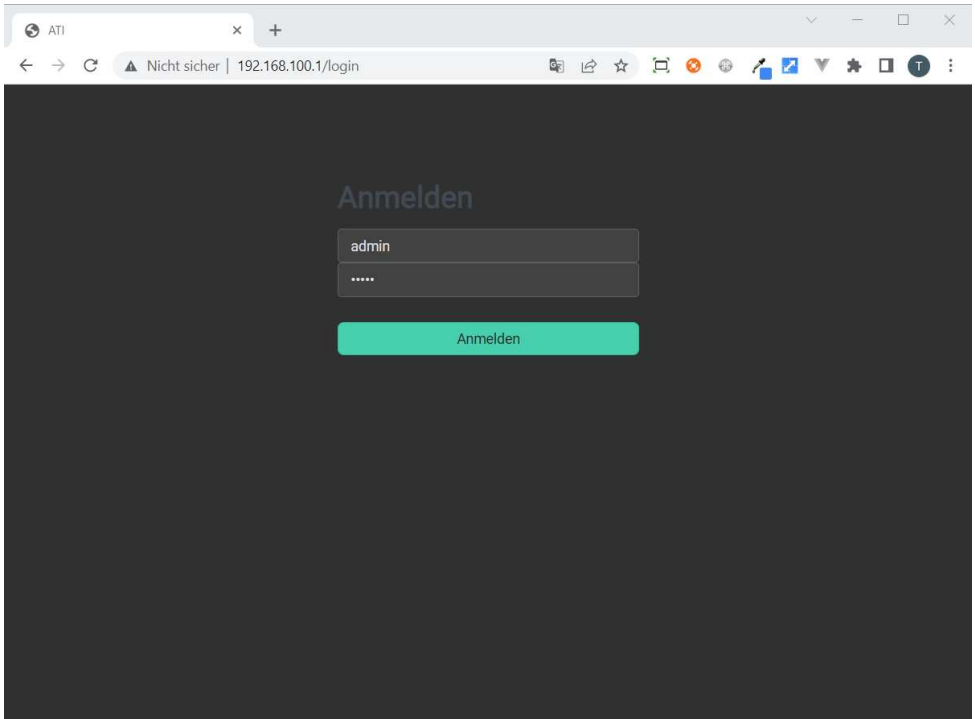 ATI
Nicht sicher | 192.168.100.1/login
T
Anmelden
admin
•••••
Anmelden